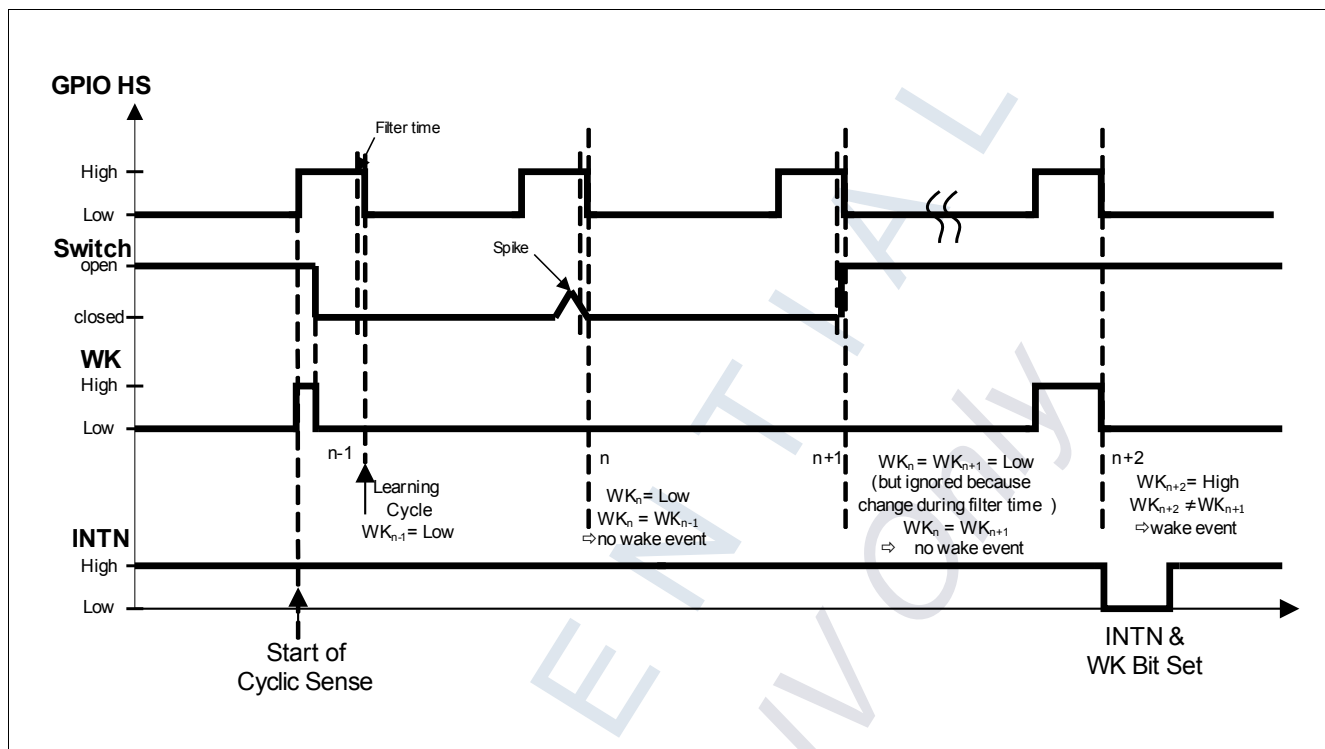 GPIO HS
Filter time
High
Low
Switch
open
Spike
closed
WK
High
Low
n-1
n
n+1
n+2
Learning
Cycle
WKn-1 = Low
WKn = Low
WKn = WKn-1
⇨no wake event
WKn = WKn+1 = Low
(but ignored because
change during filter time )
WKn = WKn+1
⇨ no wake event
WKn+2 = High
WKn+2 ≠WKn+1
⇨wake event
INTN
High
Low
Start of
Cyclic Sense
INTN &
WK Bit Set
ENTIAL
Only